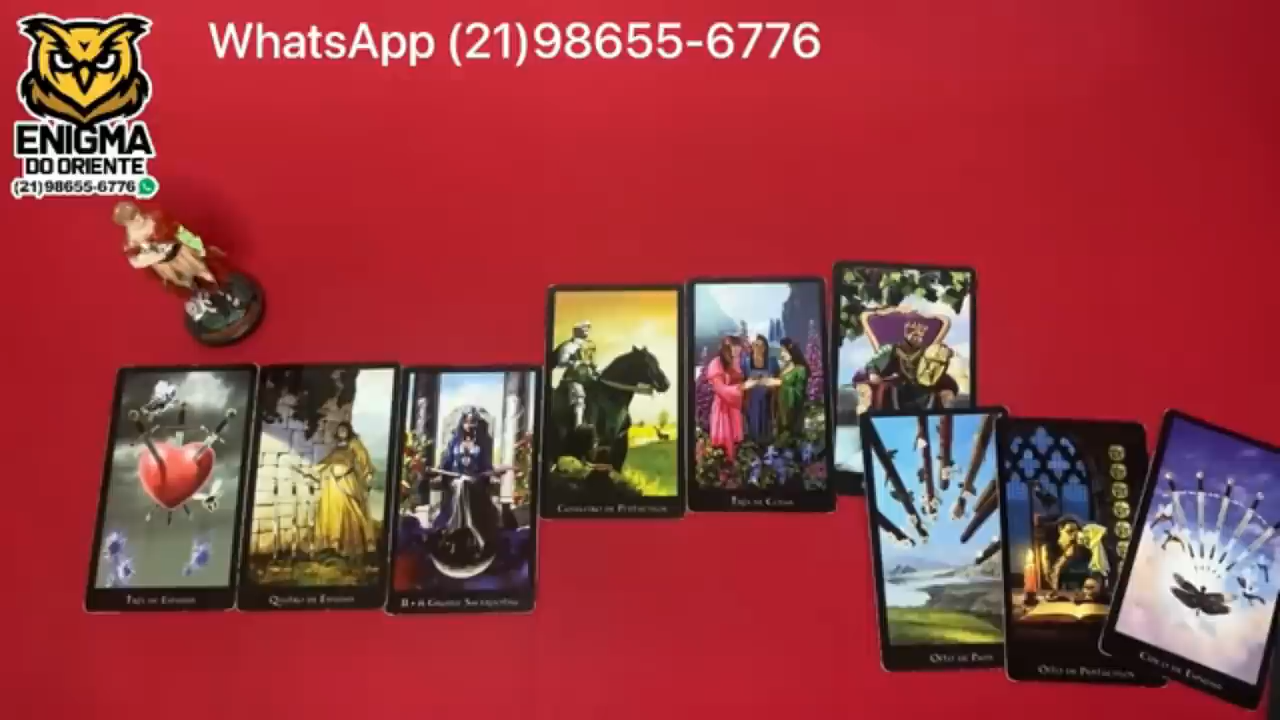 WhatsApp (21)98655-6776
ENIGMA
DO ORIENTE
(21)98655-6776
Três de Espadas
Quatro de Espadas
II • A Grande Sacerdotisa
Cavaleiro de Pentáculos
Três de Copas
Oito de Paus
Oito de Pentáculos
Cinco de Espadas